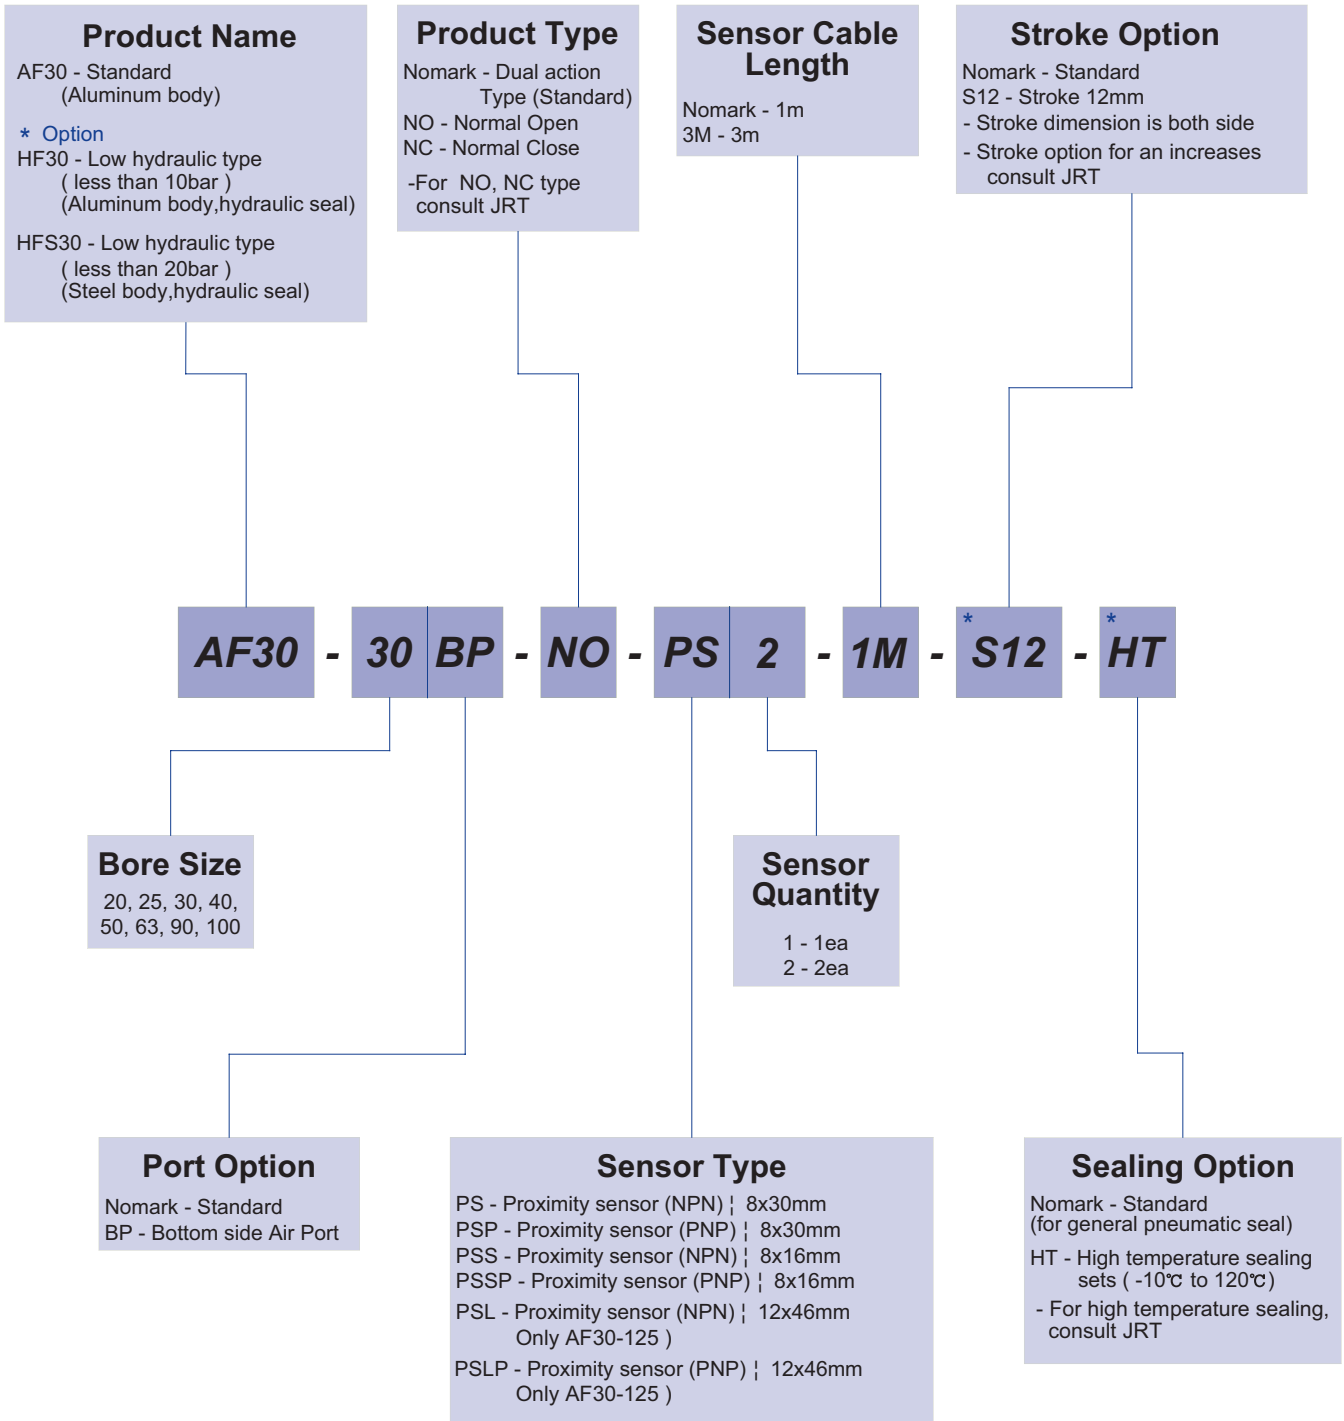 Product Name
AF30 - Standard
(Aluminum body)
* Option
HF30 - Low hydraulic type
( less than 10bar )
(Aluminum body,hydraulic seal)
HFS30 - Low hydraulic type
( less than 20bar )
(Steel body,hydraulic seal)
Product Type
Nomark - Dual action
Type (Standard)
NO - Normal Open
NC - Normal Close
-For NO, NC type
consult JRT
Sensor Cable
Length
Nomark - 1m
3M - 3m
Stroke Option
Nomark - Standard
S12 - Stroke 12mm
- Stroke dimension is both side
- Stroke option for an increases
consult JRT
AF30 - 30 BP - NO - PS 2 - 1M - *S12 - *HT
Bore Size
20, 25, 30, 40,
50, 63, 90, 100
Sensor
Quantity
1 - 1ea
2 - 2ea
Port Option
Nomark - Standard
BP - Bottom side Air Port
Sensor Type
PS - Proximity sensor (NPN) ¦ 8x30mm
PSP - Proximity sensor (PNP) ¦ 8x30mm
PSS - Proximity sensor (NPN) ¦ 8x16mm
PSSP - Proximity sensor (PNP) ¦ 8x16mm
PSL - Proximity sensor (NPN) ¦ 12x46mm
Only AF30-125 )
PSLP - Proximity sensor (PNP) ¦ 12x46mm
Only AF30-125 )
Sealing Option
Nomark - Standard
(for general pneumatic seal)
HT - High temperature sealing
sets ( -10℃ to 120℃ )
- For high temperature sealing,
consult JRT